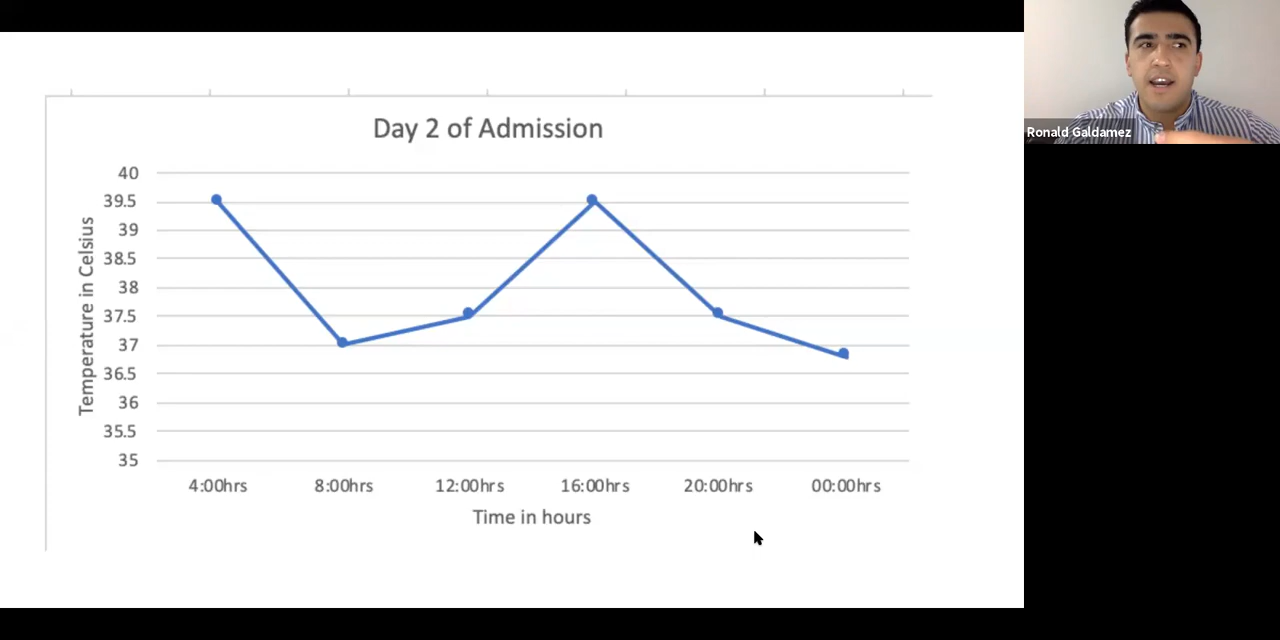 Day 2 of Admission
Temperature in Celsius
40
39.5
39
38.5
38
37.5
37
36.5
36
35.5
35
4:00hrs 8:00hrs 12:00hrs 16:00hrs 20:00hrs 00:00hrs
Time in hours
Ronald Galdamez